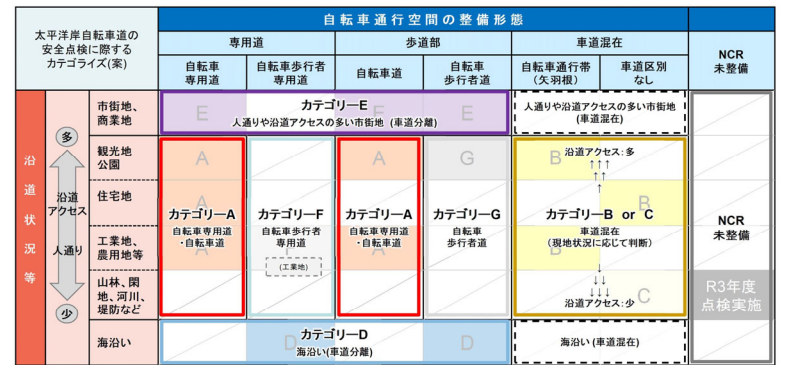 太平洋岸自転車道の
安全点検に際する
カテゴライズ(案)
自転車通行空間の整備形態
専用道
歩道部
車道混在
NCR
未整備
自転車
専用道
自転車歩行者
専用道
自転車道
自転車
歩行者道
自転車通行帯
(矢羽根)
車道区別
なし
沿道状況等
多
沿道
アクセス
人通り
少
市街地、
商業地
E
E
E
カテゴリーE
人通りや沿道アクセスの多い市街地 (車道分離)
人通りや沿道アクセスの多い市街地
(車道混在)
観光地
公園
A
A
G
B
沿道アクセス:多
↑↑↑
↑
住宅地
A
B
カテゴリーA
自転車専用道
・自転車道
カテゴリーF
自転車歩行者
専用道
(工業地)
カテゴリーA
自転車専用道
・自転車道
カテゴリーG
自転車
歩行者道
カテゴリーB or C
車道混在
(現地状況に応じて判断)
NCR
未整備
工業地、
農用地等
A
F
A
B
山林、閑
地、河川、
堤防など
↓
↓↓↓
沿道アクセス:少
C
R3年度
点検実施
海沿い
D
D
カテゴリーD
海沿い(車道分離)
海沿い (車道混在)